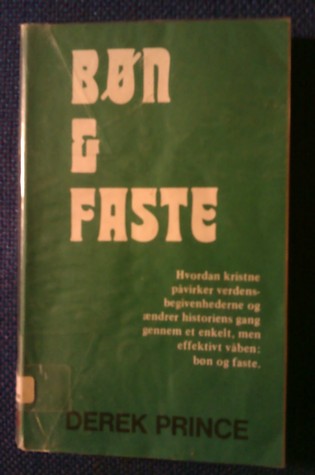 BØN
&
FASTE
Hvordan kristne
påvirker verdens-
begivenhederne og
ændrer historiens gang
gennem et enkelt, men
effektivt våben:
bøn og faste.
DEREK PRINCE